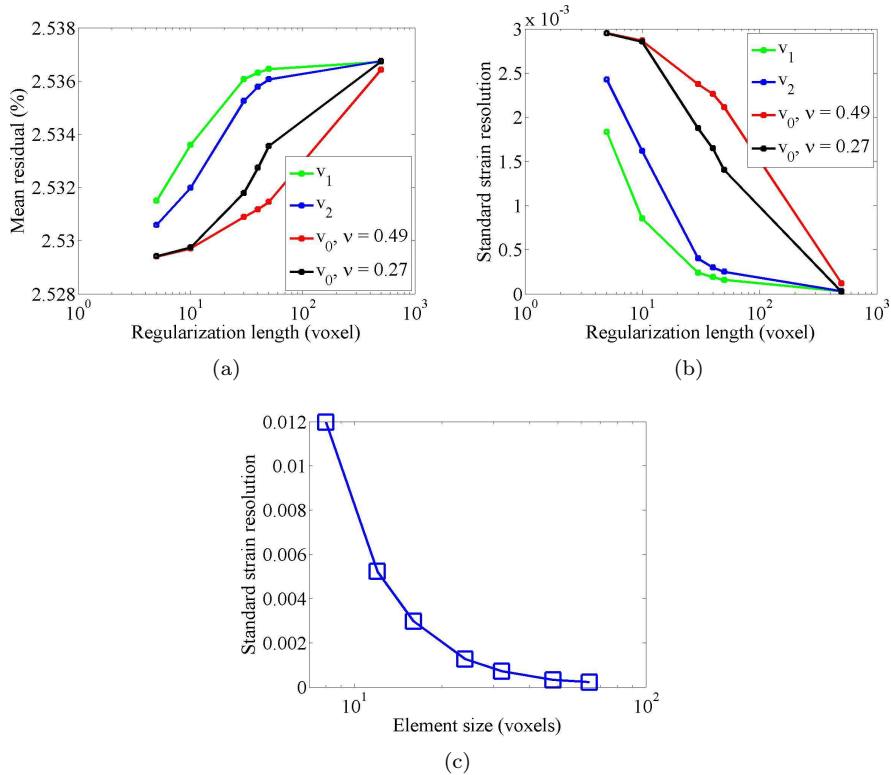 2.538
2.536
2.534
2.532
2.53
2.528
Mean residual (%)
v1
v2
v0, ν = 0.49
v0, ν = 0.27
10^0
10^1
10^2
10^3
Regularization length (voxel)
(a)
× 10^-3
3
2.5
2
1.5
1
0.5
0
Standard strain resolution
v1
v2
v0, ν = 0.49
v0, ν = 0.27
10^0
10^1
10^2
10^3
Regularization length (voxel)
(b)
0.012
0.01
0.008
0.006
0.004
0.002
0
Standard strain resolution
10^1
10^2
Element size (voxels)
(c)